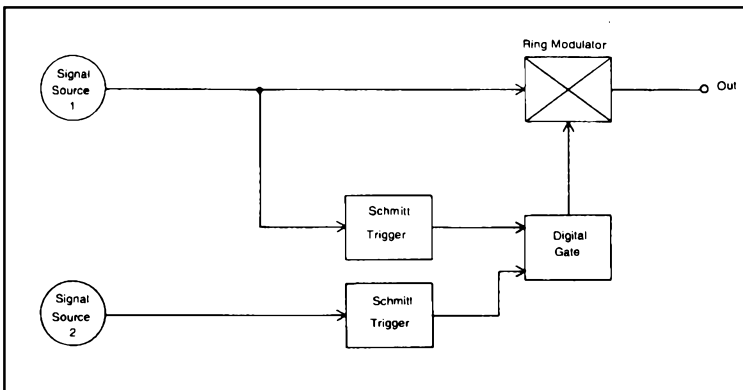 Ring Modulator
Signal
Source
1
Out
Schmitt
Trigger
Digital
Gate
Signal
Source
2
Schmitt
Trigger